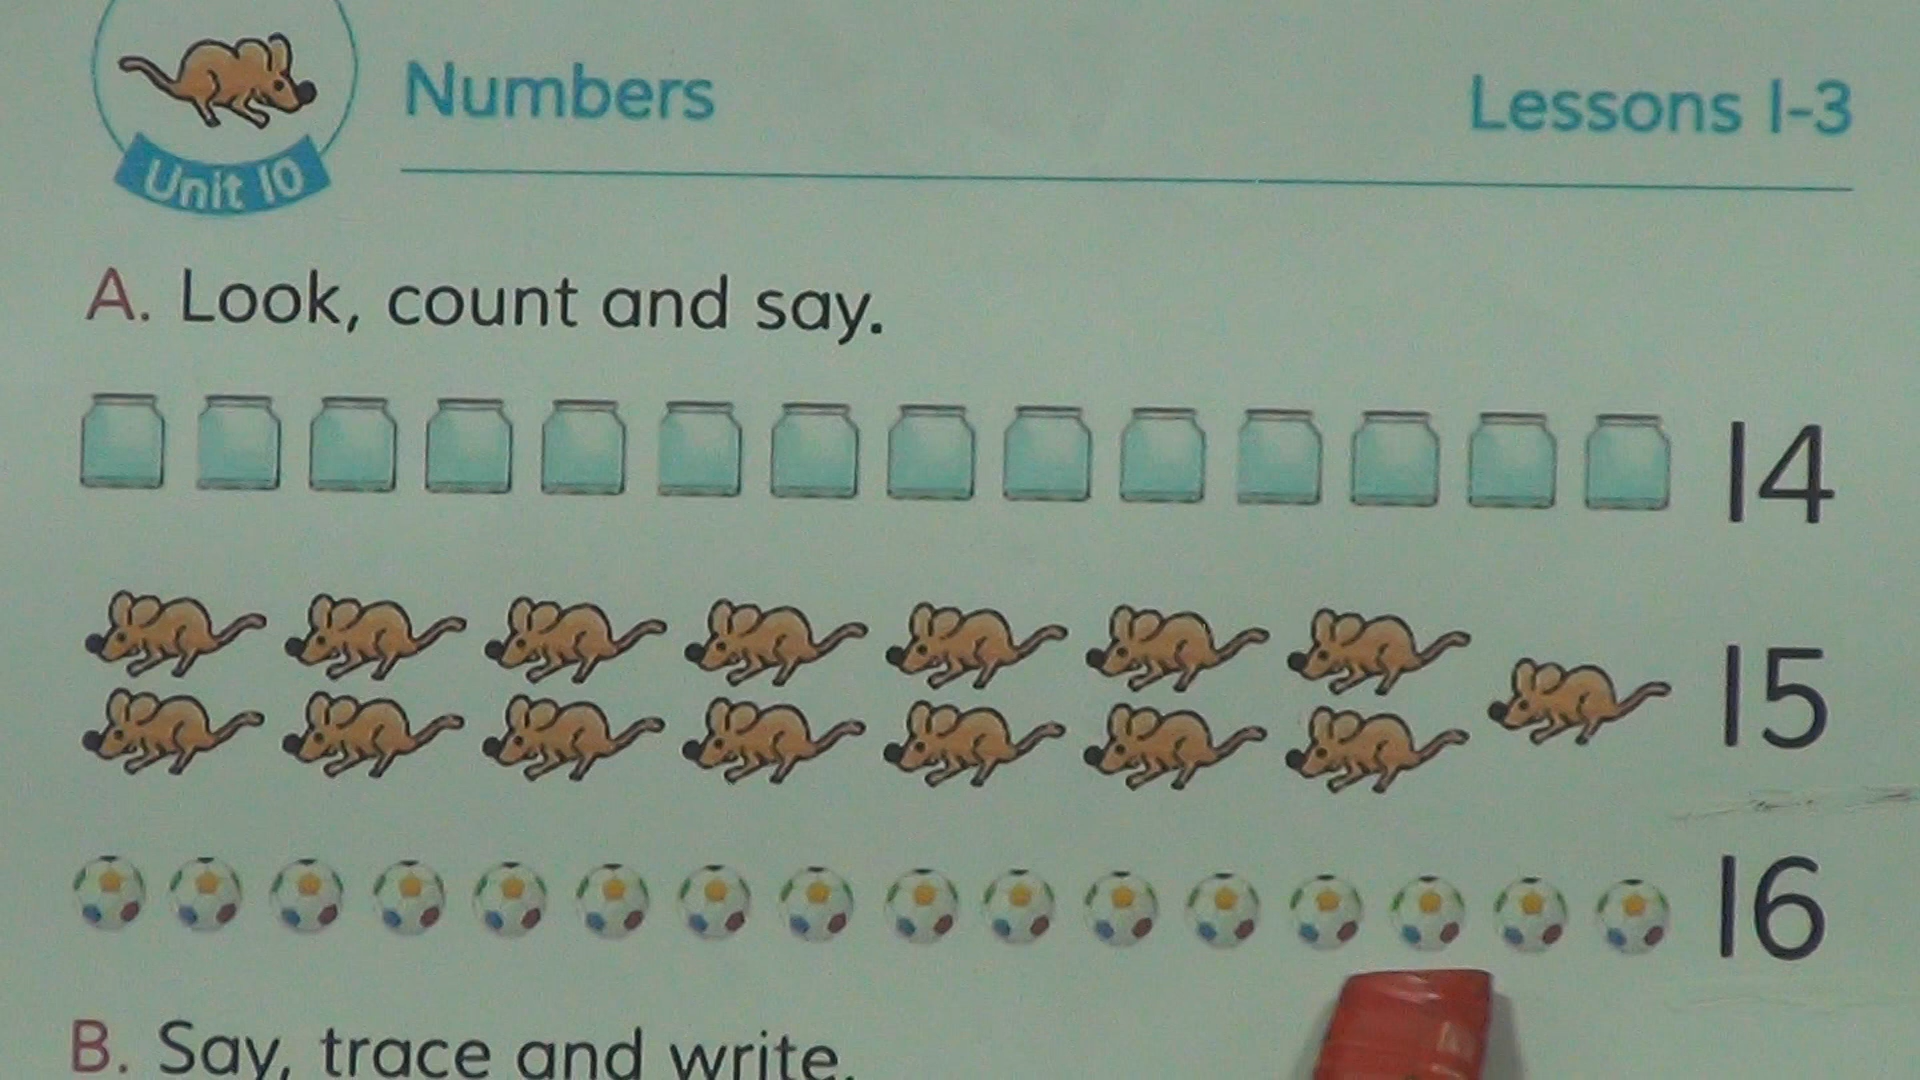 Numbers
Lessons 1-3
Unit 10
A. Look, count and say.
14
15
16
B. Say, trace and write.